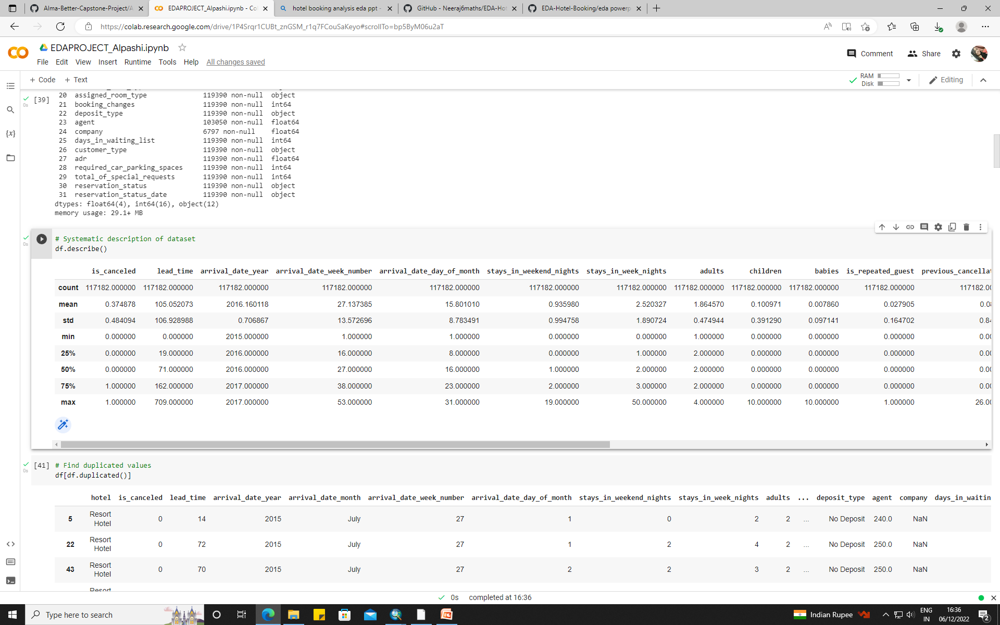 Alma-Better-Capstone-Project/A
EDAPROJECT_Alpashi.ipynb - Co
hotel booking analysis eda ppt -
GitHub - Neeraj6maths/EDA-Hot
EDA-Hotel-Booking/eda powerp
https://colab.research.google.com/drive/1P4Srqr1CUBt_znGSM_r1q7FCouSaKeyo#scrollTo=bp5ByM06u2aT
EDAPROJECT_Alpashi.ipynb
Comment Share
File Edit View Insert Runtime Tools Help All changes saved
+ Code + Text
RAM
Disk
Editing
[39]
0s
20 assigned_room_type 119390 non-null object
21 booking_changes 119390 non-null int64
22 deposit_type 119390 non-null object
23 agent 103050 non-null float64
24 company 6797 non-null float64
25 days_in_waiting_list 119390 non-null int64
26 customer_type 119390 non-null object
27 adr 119390 non-null float64
28 required_car_parking_spaces 119390 non-null int64
29 total_of_special_requests 119390 non-null int64
30 reservation_status 119390 non-null object
31 reservation_status_date 119390 non-null object
dtypes: float64(4), int64(16), object(12)
memory usage: 29.1+ MB
0s
# Systematic description of dataset
df.describe()
is_canceled lead_time arrival_date_year arrival_date_week_number arrival_date_day_of_month stays_in_weekend_nights stays_in_week_nights adults children babies is_repeated_guest previous_cancellat
count 117182.000000 117182.000000 117182.000000 117182.000000 117182.000000 117182.000000 117182.000000 117182.000000 117182.000000 117182.000000 117182.000000 117182.00
mean 0.374878 105.052073 2016.160118 27.137385 15.801010 0.935980 2.520327 1.864570 0.100971 0.007860 0.027905 0.08
std 0.484094 106.928988 0.706867 13.572696 8.783491 0.994758 1.890724 0.474944 0.391290 0.097141 0.164702 0.84
min 0.000000 0.000000 2015.000000 1.000000 1.000000 0.000000 0.000000 1.000000 0.000000 0.000000 0.000000 0.00
25% 0.000000 19.000000 2016.000000 16.000000 8.000000 0.000000 1.000000 2.000000 0.000000 0.000000 0.000000 0.00
50% 0.000000 71.000000 2016.000000 27.000000 16.000000 1.000000 2.000000 2.000000 0.000000 0.000000 0.000000 0.00
75% 1.000000 162.000000 2017.000000 38.000000 23.000000 2.000000 3.000000 2.000000 0.000000 0.000000 0.000000 0.00
max 1.000000 709.000000 2017.000000 53.000000 31.000000 19.000000 50.000000 4.000000 10.000000 10.000000 1.000000 26.00
[41]
0s
# Find duplicated values
df[df.duplicated()]
hotel is_canceled lead_time arrival_date_year arrival_date_month arrival_date_week_number arrival_date_day_of_month stays_in_weekend_nights stays_in_week_nights adults ... deposit_type agent company days_in_waitin
5 Resort Hotel 0 14 2015 July 27 1 0 2 2 ... No Deposit 240.0 NaN
22 Resort Hotel 0 72 2015 July 27 1 2 4 2 ... No Deposit 250.0 NaN
43 Resort Hotel 0 70 2015 July 27 2 2 3 2 ... No Deposit 250.0 NaN
Resort
0s completed at 16:36
Type here to search
Indian Rupee
ENG
IN
16:36
06/12/2022
2